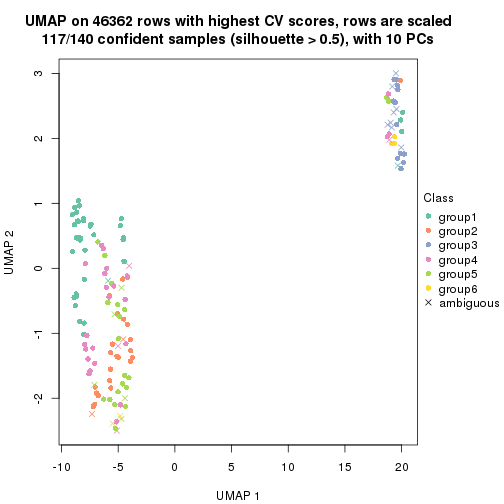 UMAP on 46362 rows with highest CV scores, rows are scaled
117/140 confident samples (silhouette > 0.5), with 10 PCs
3
2
1
0
-1
-2
UMAP 2
-10
-5
0
5
10
15
20
UMAP 1
Class
group1
group2
group3
group4
group5
group6
ambiguous